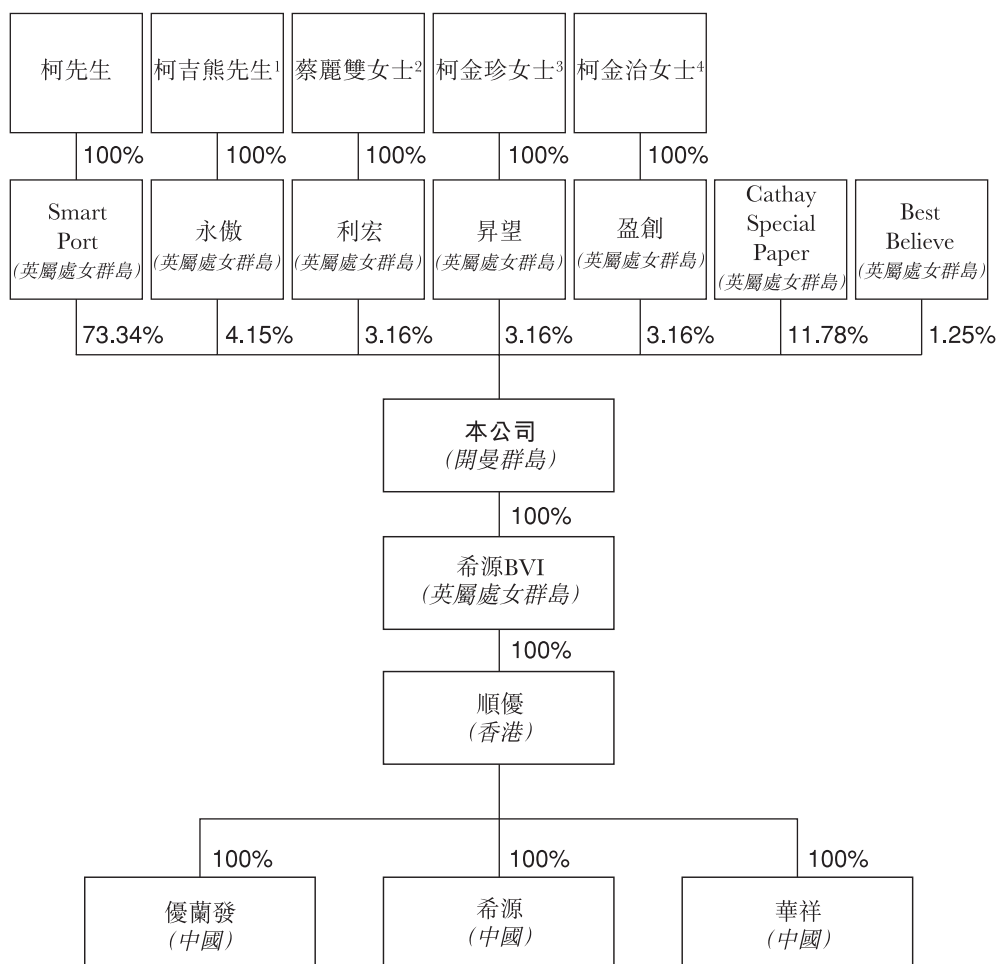 柯先生
柯吉熊先生1
蔡麗雙女士2
柯金珍女士3
柯金治女士4
100%
100%
100%
100%
100%
Smart
Port
(英屬處女群島)
永傲
(英屬處女群島)
利宏
(英屬處女群島)
昇望
(英屬處女群島)
盈創
(英屬處女群島)
Cathay
Special
Paper
(英屬處女群島)
Best
Believe
(英屬處女群島)
73.34%
4.15%
3.16%
3.16%
3.16%
11.78%
1.25%
本公司
(開曼群島)
100%
希源BVI
(英屬處女群島)
100%
順優
(香港)
100%
100%
100%
優蘭發
(中國)
希源
(中國)
華祥
(中國)